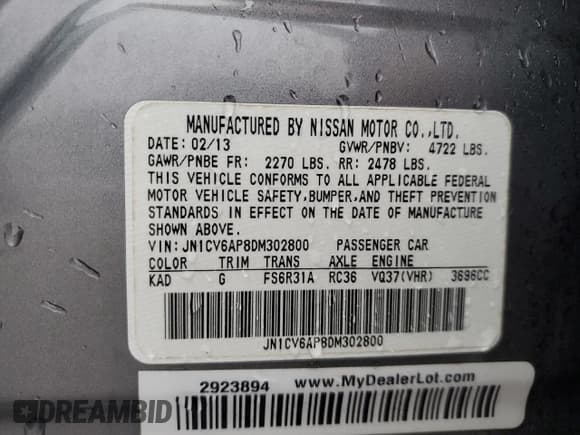 MANUFACTURED BY NISSAN MOTOR CO.,LTD.
DATE: 02/13 GVWR/PNBV: 4722 LBS.
GAWR/PNBE FR: 2270 LBS. RR: 2478 LBS.
THIS VEHICLE CONFORMS TO ALL APPLICABLE FEDERAL
MOTOR VEHICLE SAFETY,BUMPER,AND THEFT PREVENTION
STANDARDS IN EFFECT ON THE DATE OF MANUFACTURE
SHOWN ABOVE.
VIN: JN1CV6AP8DM302800 PASSENGER CAR
COLOR TRIM TRANS AXLE ENGINE
KAD G FS6R31A RC36 VQ37(VHR) 3696CC
JN1CV6AP8DM302800
2923894 www.MyDealerLot.com
DREAMBID